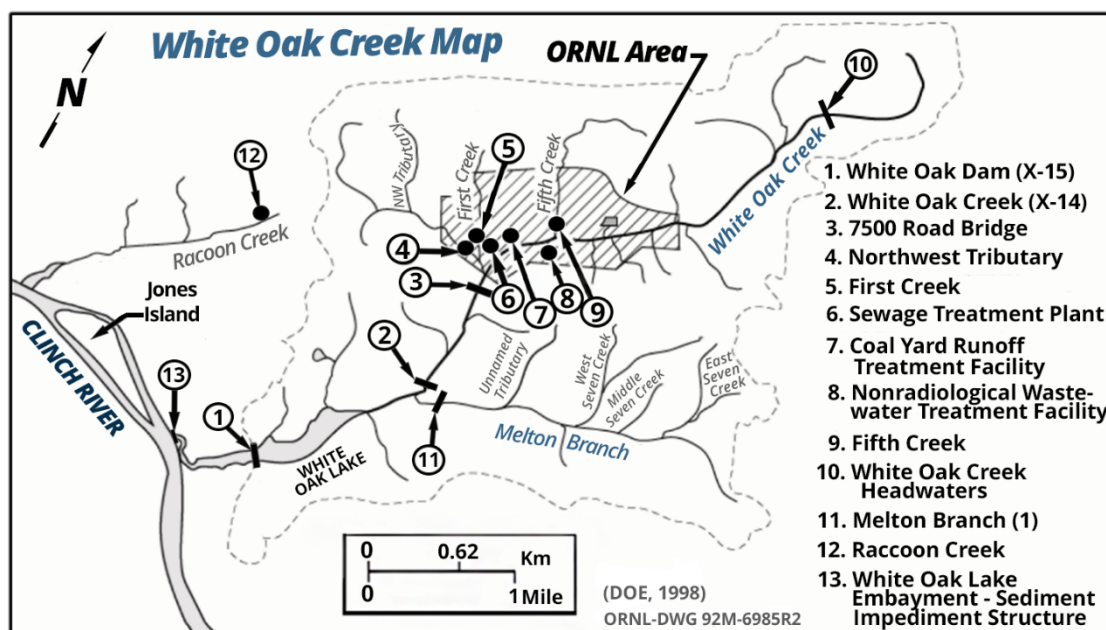 White Oak Creek Map
ORNL Area
N
10
12
5
NW Tributary
First Creek
Fifth Creek
White Oak Creek
Racoon Creek
4
3
6
7
8
9
Jones
Island
CLINCH RIVER
2
Unnamed
Tributary
West
Seven Creek
Middle
Seven Creek
East
Seven
Creek
13
1
11
Melton Branch
WHITE
OAK LAKE
0 0.62 Km
0 1 Mile
(DOE, 1998)
ORNL-DWG 92M-6985R2
1. White Oak Dam (X-15)
2. White Oak Creek (X-14)
3. 7500 Road Bridge
4. Northwest Tributary
5. First Creek
6. Sewage Treatment Plant
7. Coal Yard Runoff
Treatment Facility
8. Nonradiological Waste-
water Treatment Facility
9. Fifth Creek
10. White Oak Creek
Headwaters
11. Melton Branch (1)
12. Raccoon Creek
13. White Oak Lake
Embayment - Sediment
Impediment Structure